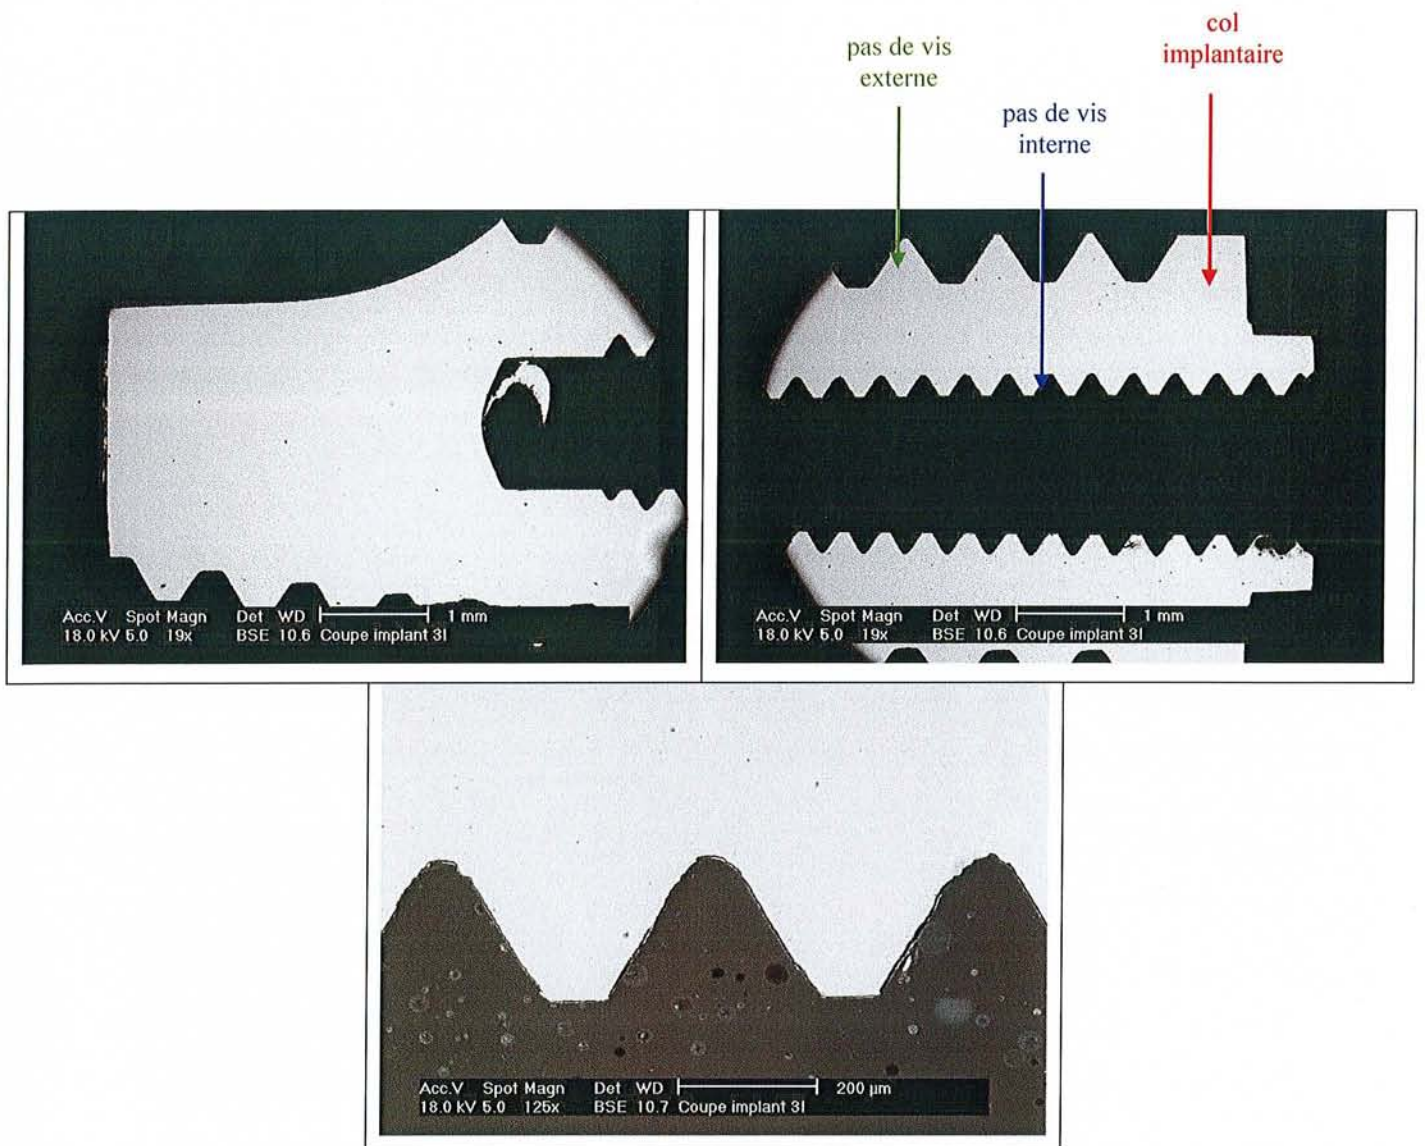 col
implantaire
pas de vis
externe
pas de vis
interne
Acc.V Spot Magn Det WD 1 mm
18.0 kV 5.0 19x BSE 10.6 Coupe implant 3I
Acc.V Spot Magn Det WD 1 mm
18.0 kV 5.0 19x BSE 10.6 Coupe implant 3I
Acc.V Spot Magn Det WD 200 µm
18.0 kV 5.0 125x BSE 10.7 Coupe implant 3I